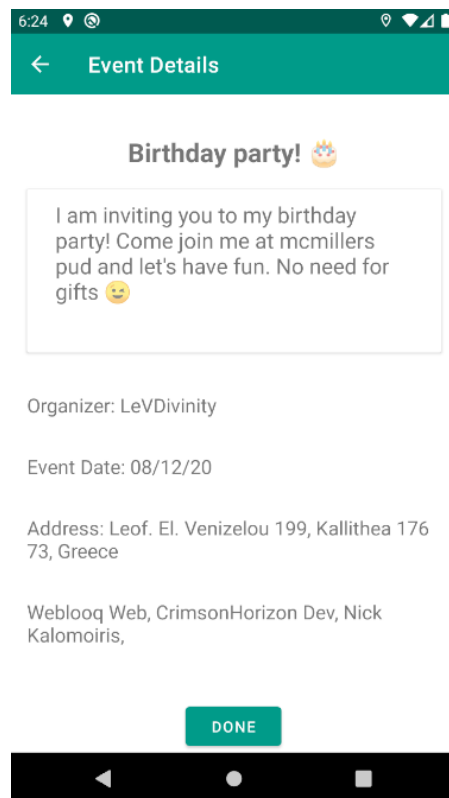 6:24
Event Details
Birthday party! 🎂
I am inviting you to my birthday
party! Come join me at mcmillers
pud and let's have fun. No need for
gifts 😉
Organizer: LeVDivinity
Event Date: 08/12/20
Address: Leof. El. Venizelou 199, Kallithea 176
73, Greece
Weblooq Web, CrimsonHorizon Dev, Nick
Kalomoiris,
DONE